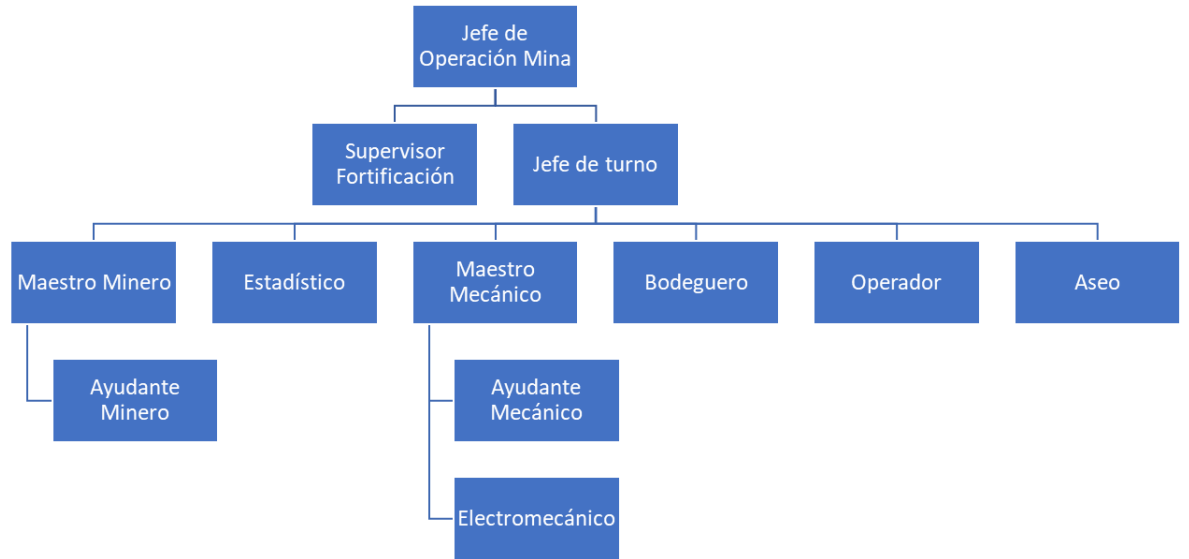 Jefe de
Operación Mina
Supervisor
Fortificación
Jefe de turno
Maestro Minero
Estadístico
Maestro
Mecánico
Bodeguero
Operador
Aseo
Ayudante
Minero
Ayudante
Mecánico
Electromecánico